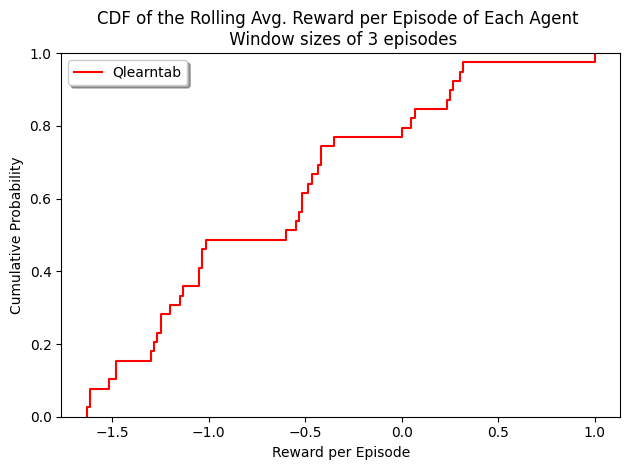 CDF of the Rolling Avg. Reward per Episode of Each Agent
Window sizes of 3 episodes
Qlearntab
1.0
0.8
0.6
0.4
0.2
0.0
Cumulative Probability
−1.5 −1.0 −0.5 0.0 0.5 1.0
Reward per Episode